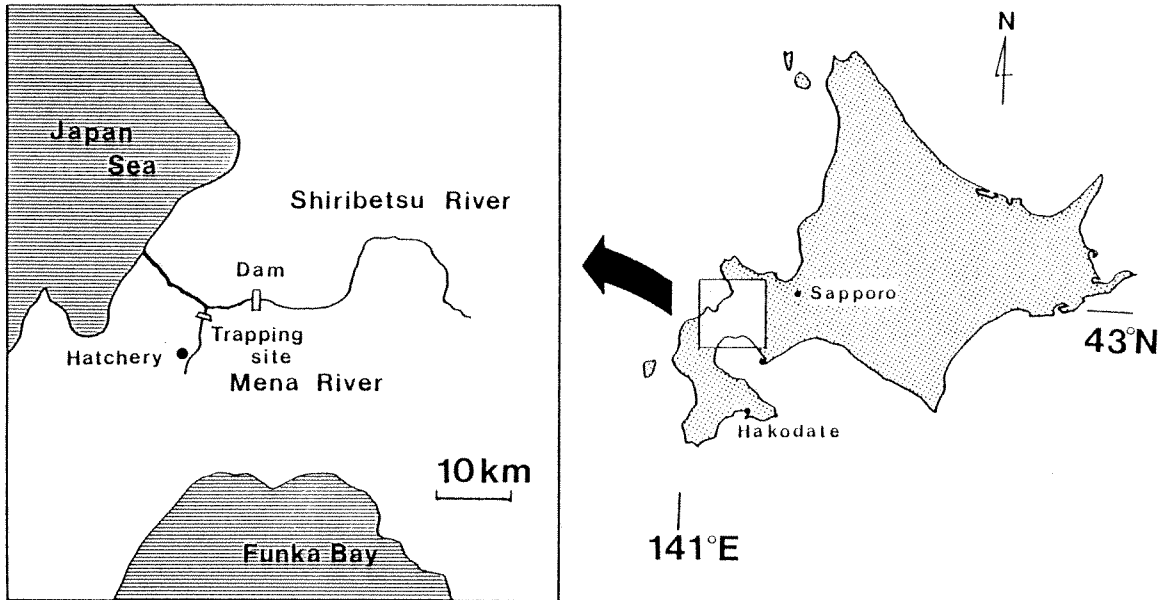 Japan
Sea
Shiribetsu River
Dam
Trapping
site
Hatchery
Mena River
10 km
Funka Bay
N
Sapporo
43°N
Hakodate
141°E